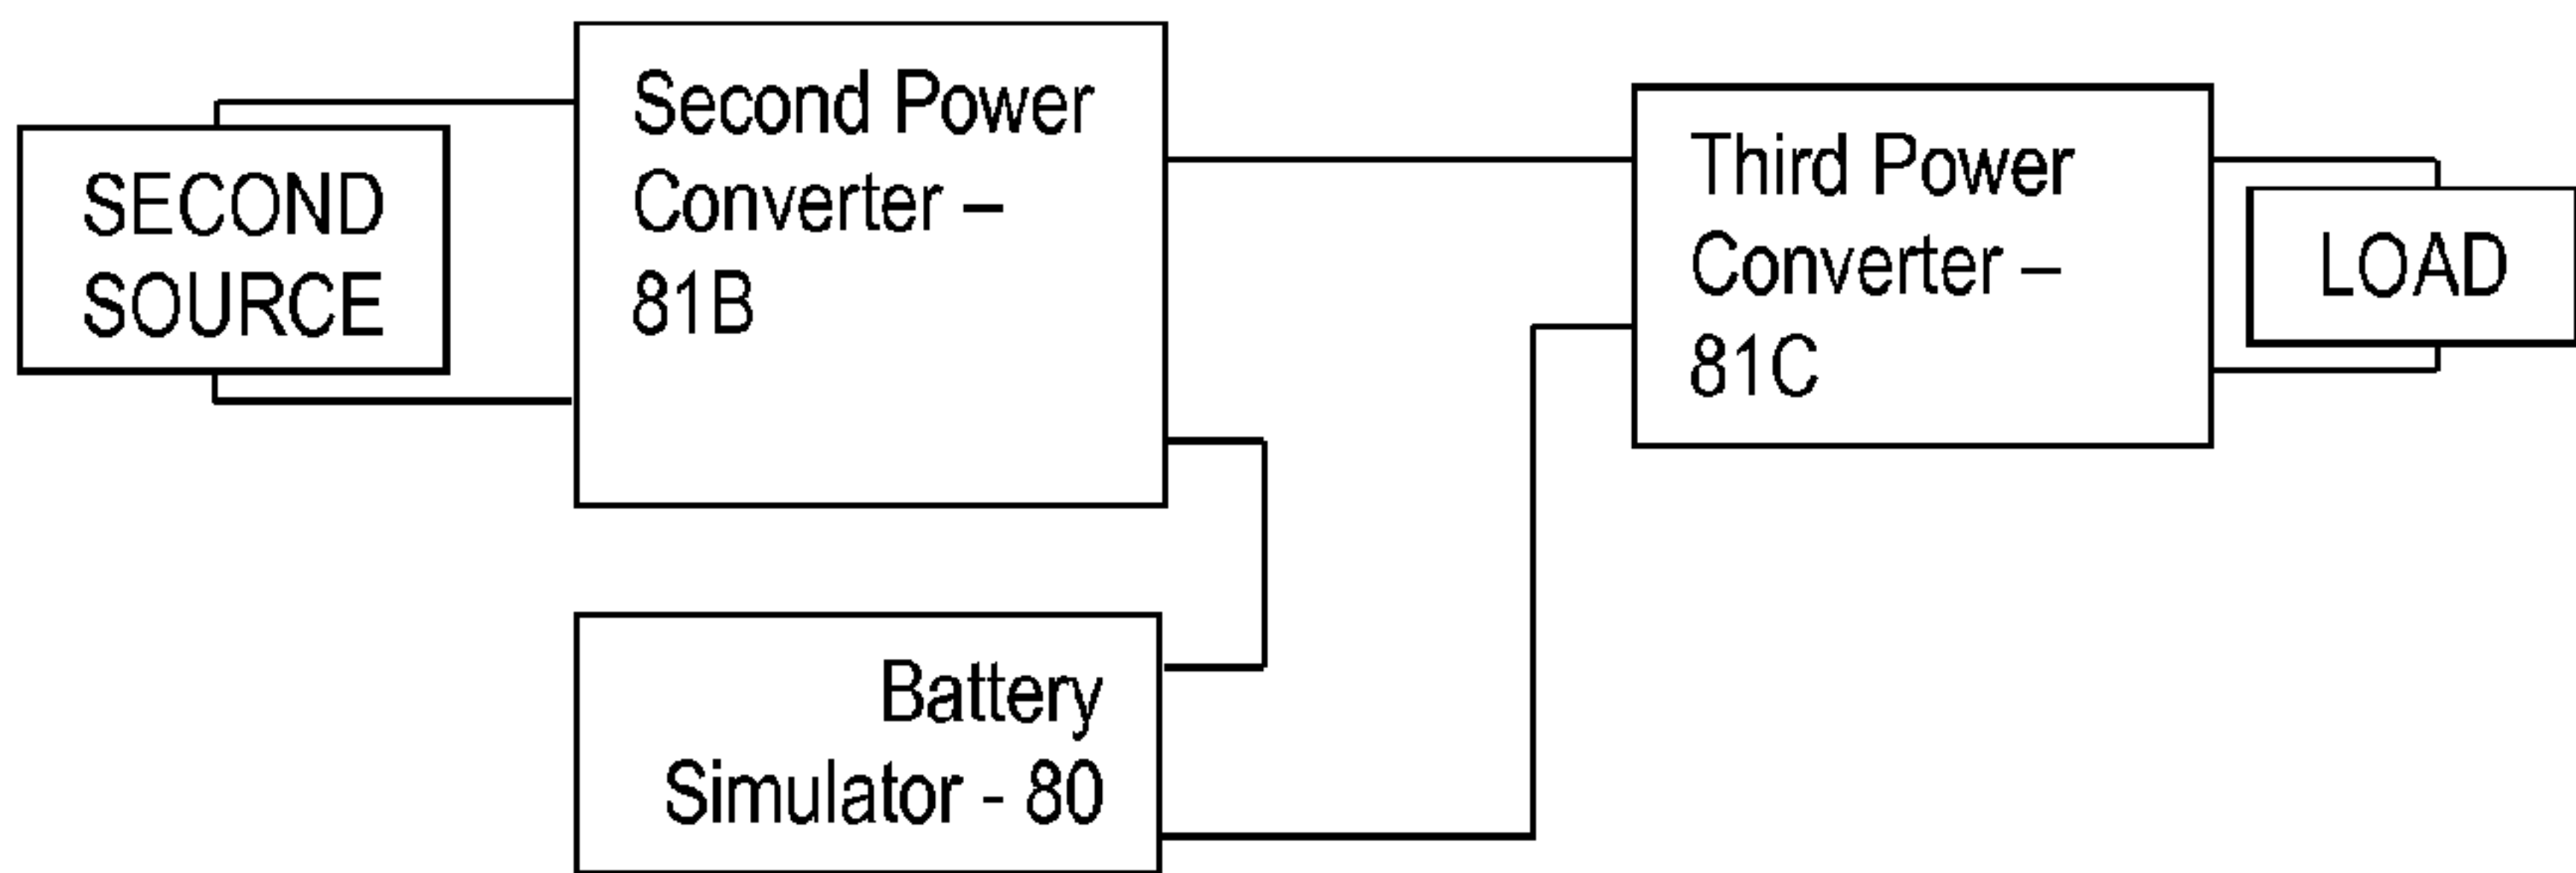 SECOND
SOURCE
Second Power
Converter –
81B
Third Power
Converter –
81C
LOAD
Battery
Simulator - 80